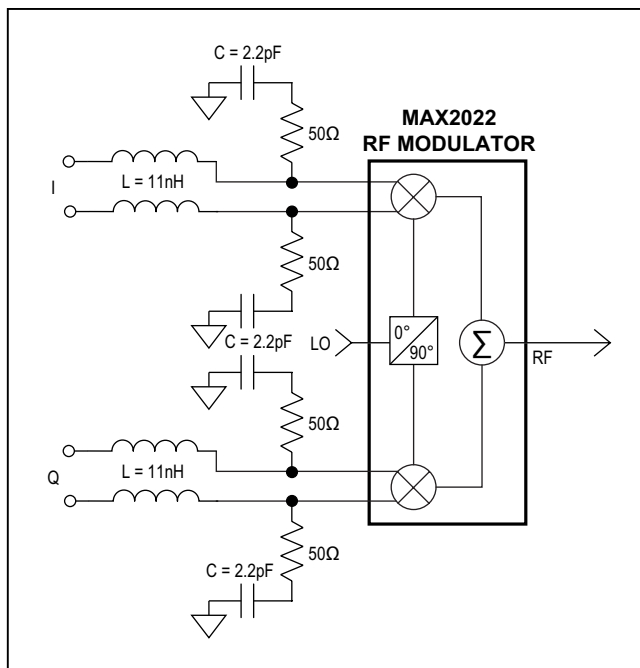 C = 2.2pF
50Ω
MAX2022
RF MODULATOR
L = 11nH
I
50Ω
C = 2.2pF
LO
0°
90°
Σ
RF
50Ω
L = 11nH
Q
50Ω
C = 2.2pF